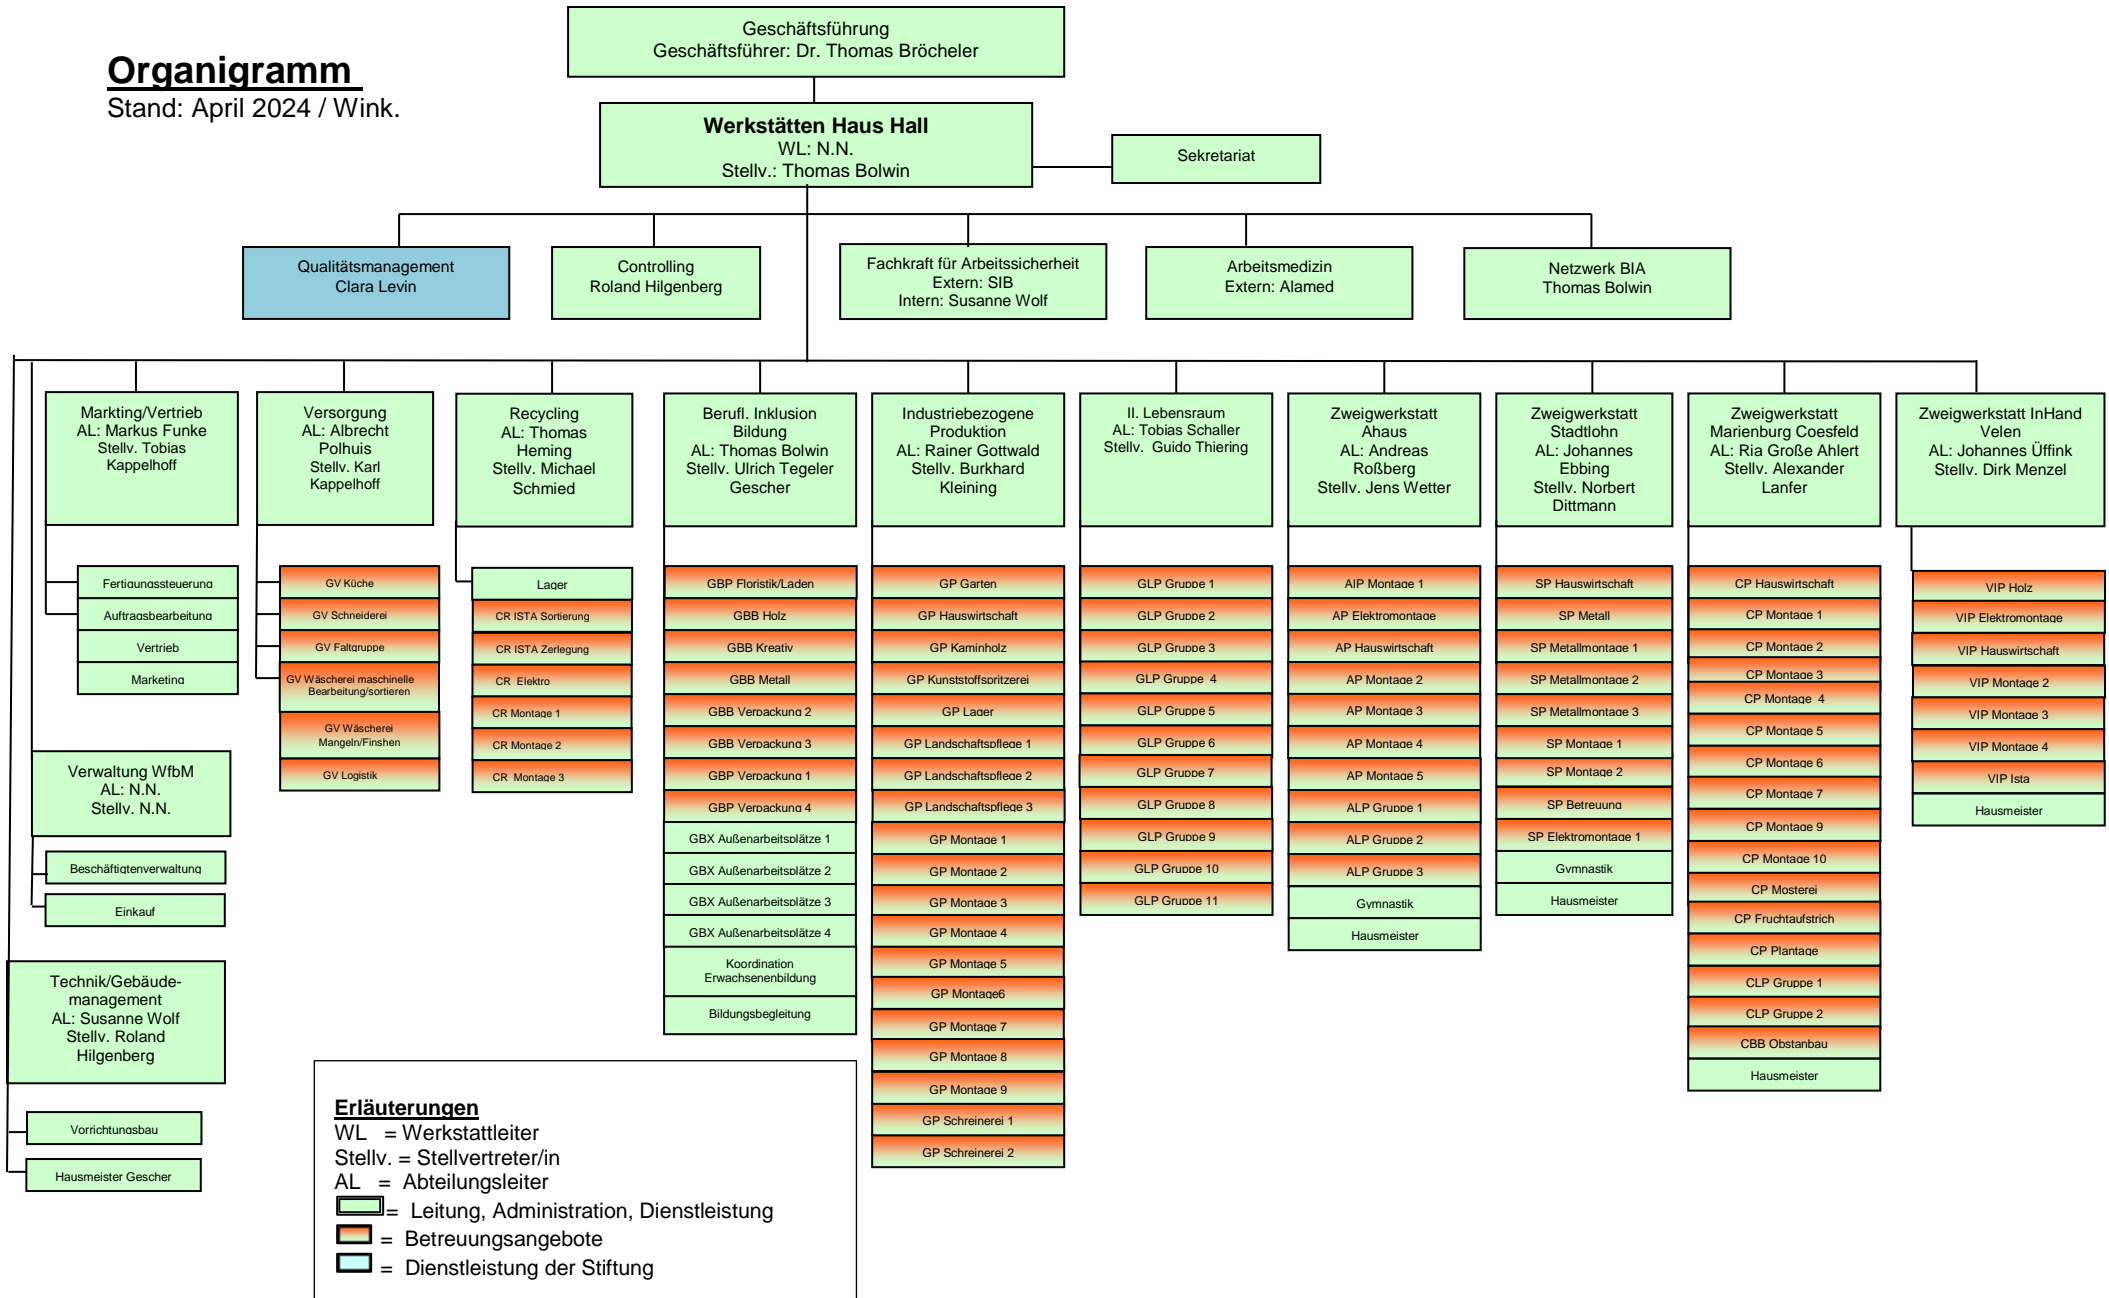 Organigramm
Stand: April 2024 / Wink.
Geschäftsführung
Geschäftsführer: Dr. Thomas Bröcheler
Werkstätten Haus Hall
WL: N.N.
Stellv.: Thomas Bolwin
Sekretariat
Qualitätsmanagement
Clara Levin
Controlling
Roland Hilgenberg
Fachkraft für Arbeitssicherheit
Extern: SIB
Intern: Susanne Wolf
Arbeitsmedizin
Extern: Alamed
Netzwerk BIA
Thomas Bolwin
Markting/Vertrieb
AL: Markus Funke
Stellv. Tobias
Kappelhoff
Fertigungssteuerung
Auftragsbearbeitung
Vertrieb
Marketing
Verwaltung WfbM
AL: N.N.
Stellv. N.N.
Beschäftigtenverwaltung
Einkauf
Technik/Gebäude-
management
AL: Susanne Wolf
Stellv. Roland
Hilgenberg
Vorrichtungsbau
Hausmeister Gescher
Versorgung
AL: Albrecht
Polhuis
Stellv. Karl
Kappelhoff
GV Küche
GV Schneiderei
GV Faltgruppe
GV Wäscherei maschinelle
Bearbeitung/sortieren
GV Wäscherei
Mangeln/Finshen
GV Logistik
Recycling
AL: Thomas
Heming
Stellv. Michael
Schmied
Lager
CR ISTA Sortierung
CR ISTA Zerlegung
CR Elektro
CR Montage 1
CR Montage 2
CR Montage 3
Berufl. Inklusion
Bildung
AL: Thomas Bolwin
Stellv. Ulrich Tegeler
Gescher
GBP Floristik/Laden
GBB Holz
GBB Kreativ
GBB Metall
GBB Verpackung 2
GBB Verpackung 3
GBP Verpackung 1
GBP Verpackung 4
GBX Außenarbeitsplätze 1
GBX Außenarbeitsplätze 2
GBX Außenarbeitsplätze 3
GBX Außenarbeitsplätze 4
Koordination
Erwachsenenbildung
Bildungsbegleitung
Industriebezogene
Produktion
AL: Rainer Gottwald
Stellv. Burkhard
Kleining
GP Garten
GP Hauswirtschaft
GP Kaminholz
GP Kunststoffspritzerei
GP Lager
GP Landschaftspflege 1
GP Landschaftspflege 2
GP Landschaftspflege 3
GP Montage 1
GP Montage 2
GP Montage 3
GP Montage 4
GP Montage 5
GP Montage6
GP Montage 7
GP Montage 8
GP Montage 9
GP Schreinerei 1
GP Schreinerei 2
II. Lebensraum
AL: Tobias Schaller
Stellv. Guido Thiering
GLP Gruppe 1
GLP Gruppe 2
GLP Gruppe 3
GLP Gruppe 4
GLP Gruppe 5
GLP Gruppe 6
GLP Gruppe 7
GLP Gruppe 8
GLP Gruppe 9
GLP Gruppe 10
GLP Gruppe 11
Zweigwerkstatt
Ahaus
AL: Andreas
Roßberg
Stellv. Jens Wetter
AIP Montage 1
AP Elektromontage
AP Hauswirtschaft
AP Montage 2
AP Montage 3
AP Montage 4
AP Montage 5
ALP Gruppe 1
ALP Gruppe 2
ALP Gruppe 3
Gymnastik
Hausmeister
Zweigwerkstatt
Stadtlohn
AL: Johannes
Ebbing
Stellv. Norbert
Dittmann
SP Hauswirtschaft
SP Metall
SP Metallmontage 1
SP Metallmontage 2
SP Metallmontage 3
SP Montage 1
SP Montage 2
SP Betreuung
SP Elektromontage 1
Gymnastik
Hausmeister
Zweigwerkstatt
Marienburg Coesfeld
AL: Ria Große Ahlert
Stellv. Alexander
Lanfer
CP Hauswirtschaft
CP Montage 1
CP Montage 2
CP Montage 3
CP Montage 4
CP Montage 5
CP Montage 6
CP Montage 7
CP Montage 9
CP Montage 10
CP Mosterei
CP Fruchtaufstrich
CP Plantage
CLP Gruppe 1
CLP Gruppe 2
CBB Obstanbau
Hausmeister
Zweigwerkstatt InHand
Velen
AL: Johannes Üffink
Stellv. Dirk Menzel
VIP Holz
VIP Elektromontage
VIP Hauswirtschaft
VIP Montage 2
VIP Montage 3
VIP Montage 4
VIP Ista
Hausmeister
Erläuterungen
WL = Werkstattleiter
Stellv. = Stellvertreter/in
AL = Abteilungsleiter
= Leitung, Administration, Dienstleistung
= Betreuungsangebote
= Dienstleistung der Stiftung